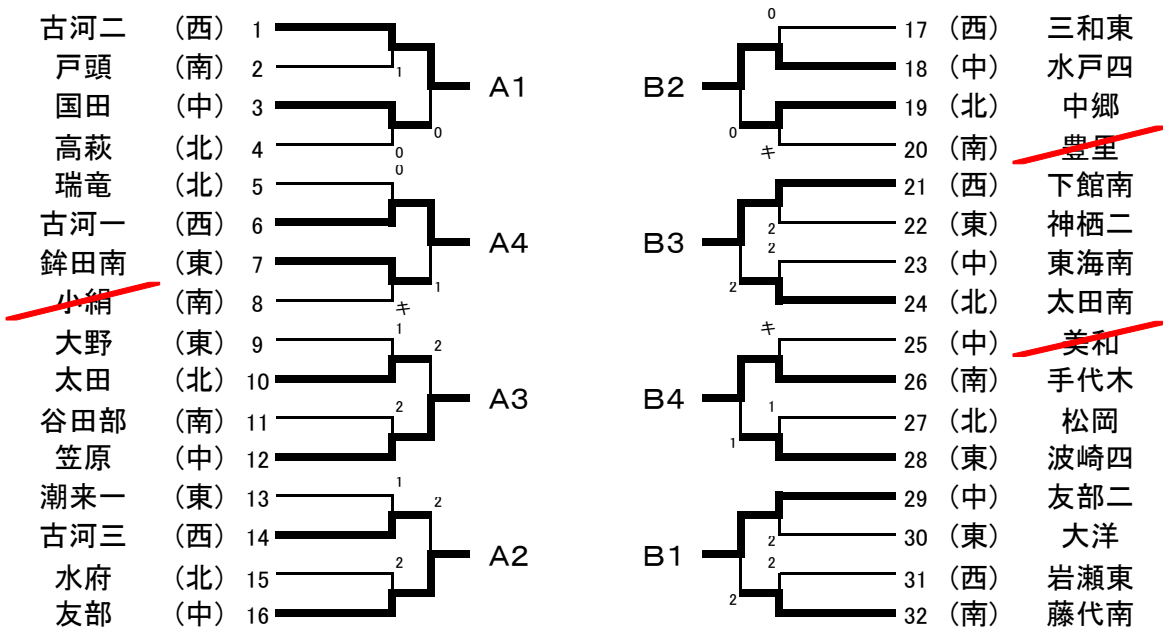 古河二 （西） 1
戸頭 （南） 2
1
国田 （中） 3
高萩 （北） 4
0
0
A1
瑞竜 （北） 5
0
古河一 （西） 6
鉾田南 （東） 7
小絹 （南） 8
キ
1
A4
大野 （東） 9
1
太田 （北） 10
谷田部 （南） 11
2
笠原 （中） 12
2
A3
潮来一 （東） 13
1
古河三 （西） 14
水府 （北） 15
2
友部 （中） 16
2
A2
0
17 （西） 三和東
18 （中） 水戸四
19 （北） 中郷
キ
20 （南） 豊里
0
B2
21 （西） 下館南
2
22 （東） 神栖二
2
23 （中） 東海南
24 （北） 太田南
2
B3
キ
25 （中） 美和
26 （南） 手代木
1
27 （北） 松岡
28 （東） 波崎四
1
B4
29 （中） 友部二
2
30 （東） 大洋
2
31 （西） 岩瀬東
32 （南） 藤代南
2
B1